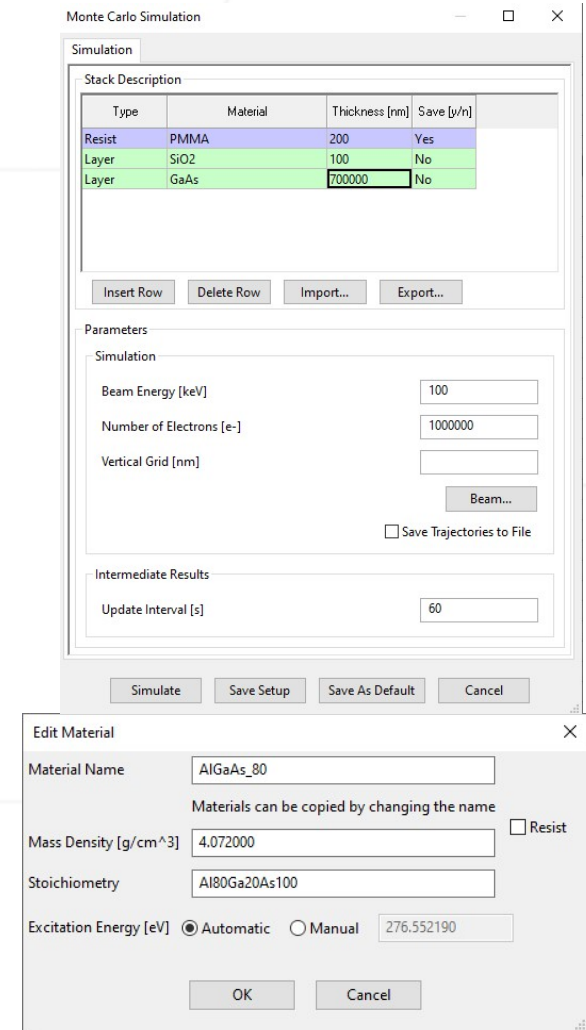 Monte Carlo Simulation
Simulation
Stack Description
Type Material Thickness [nm] Save [y/n]
Resist PMMA 200 Yes
Layer SiO2 100 No
Layer GaAs 700000 No
Insert Row Delete Row Import... Export...
Parameters
Simulation
Beam Energy [keV] 100
Number of Electrons [e-] 1000000
Vertical Grid [nm]
Beam...
Save Trajectories to File
Intermediate Results
Update Interval [s] 60
Simulate Save Setup Save As Default Cancel
Edit Material
Material Name AlGaAs_80
Materials can be copied by changing the name
Resist
Mass Density [g/cm^3] 4.072000
Stoichiometry Al80Ga20As100
Excitation Energy [eV] Automatic Manual 276.552190
OK Cancel